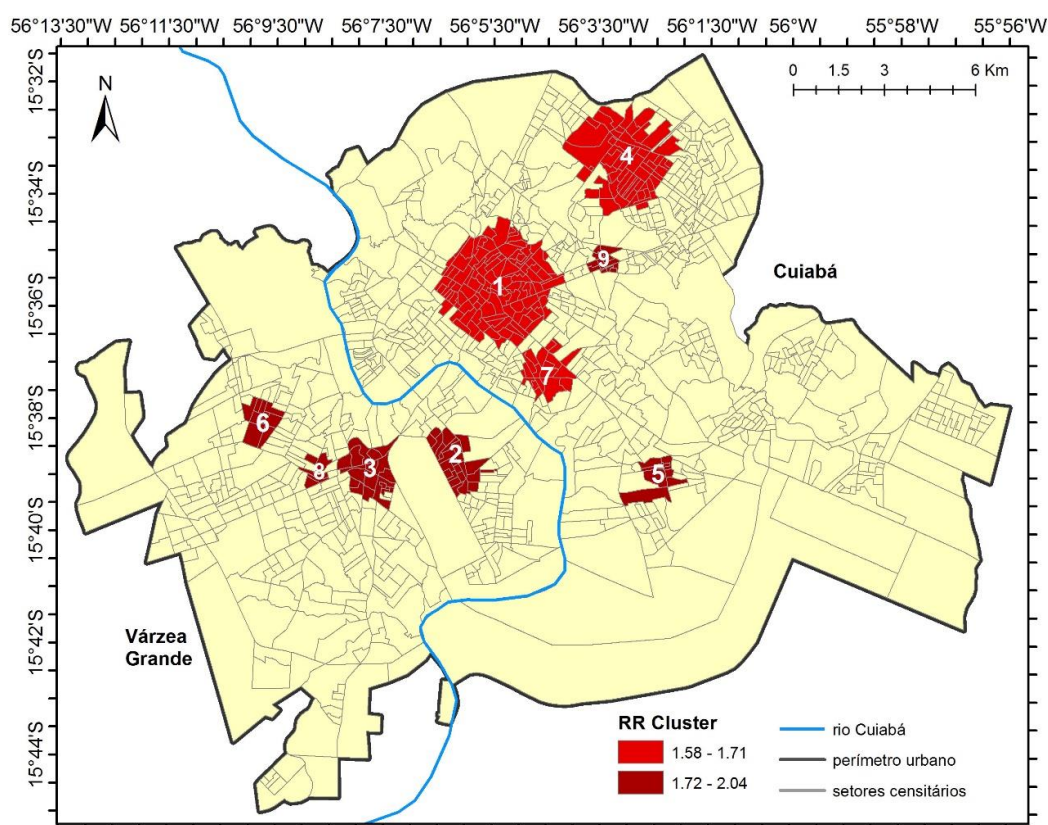 56°13'30"W 56°11'30"W 56°9'30"W 56°7'30"W 56°5'30"W 56°3'30"W 56°1'30"W 56°W 55°58'W 55°56'W
N
0 1.5 3 6 Km
15°32'S
15°34'S
15°36'S
15°38'S
15°40'S
15°42'S
15°44'S
4
9
1
Cuiabá
7
6
8
3
2
5
Várzea
Grande
RR Cluster
1.58 - 1.71
1.72 - 2.04
rio Cuiabá
perímetro urbano
setores censitários